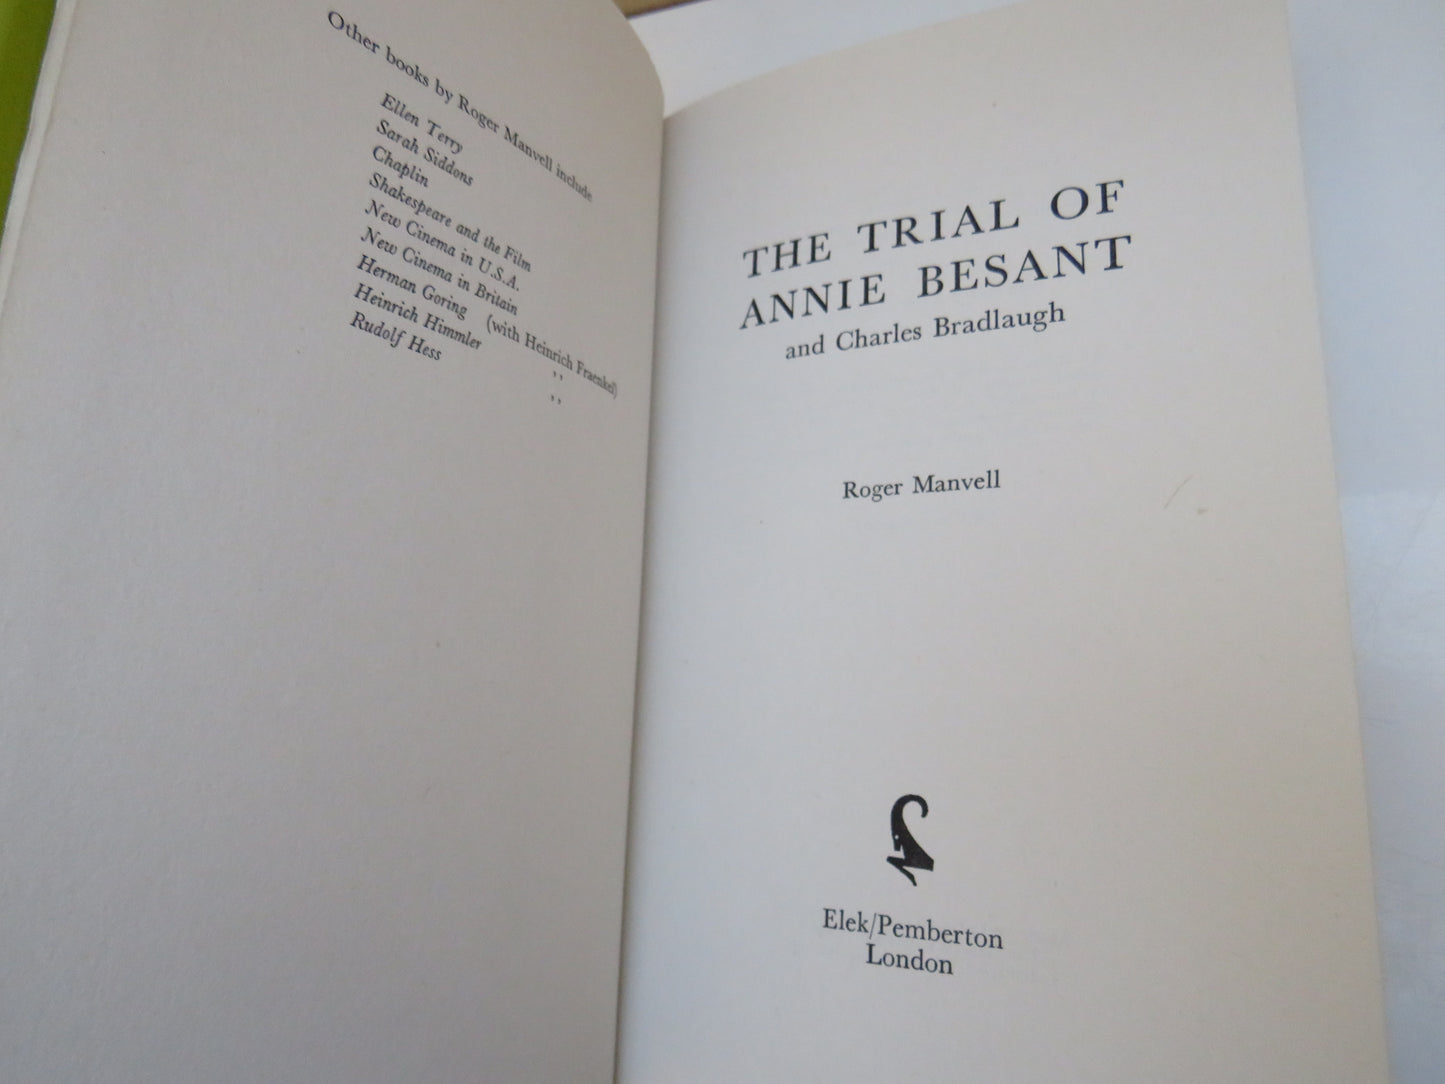 Other books by Roger Manvell include
Ellen Terry
Sarah Siddons
Chaplin
Shakespeare and the Film
New Cinema in U.S.A.
New Cinema in Britain
Herman Goring (with Heinrich Fraenkel)
Heinrich Himmler ,,
Rudolf Hess ,,
THE TRIAL OF
ANNIE BESANT
and Charles Bradlaugh
Roger Manvell
Elek/Pemberton
London